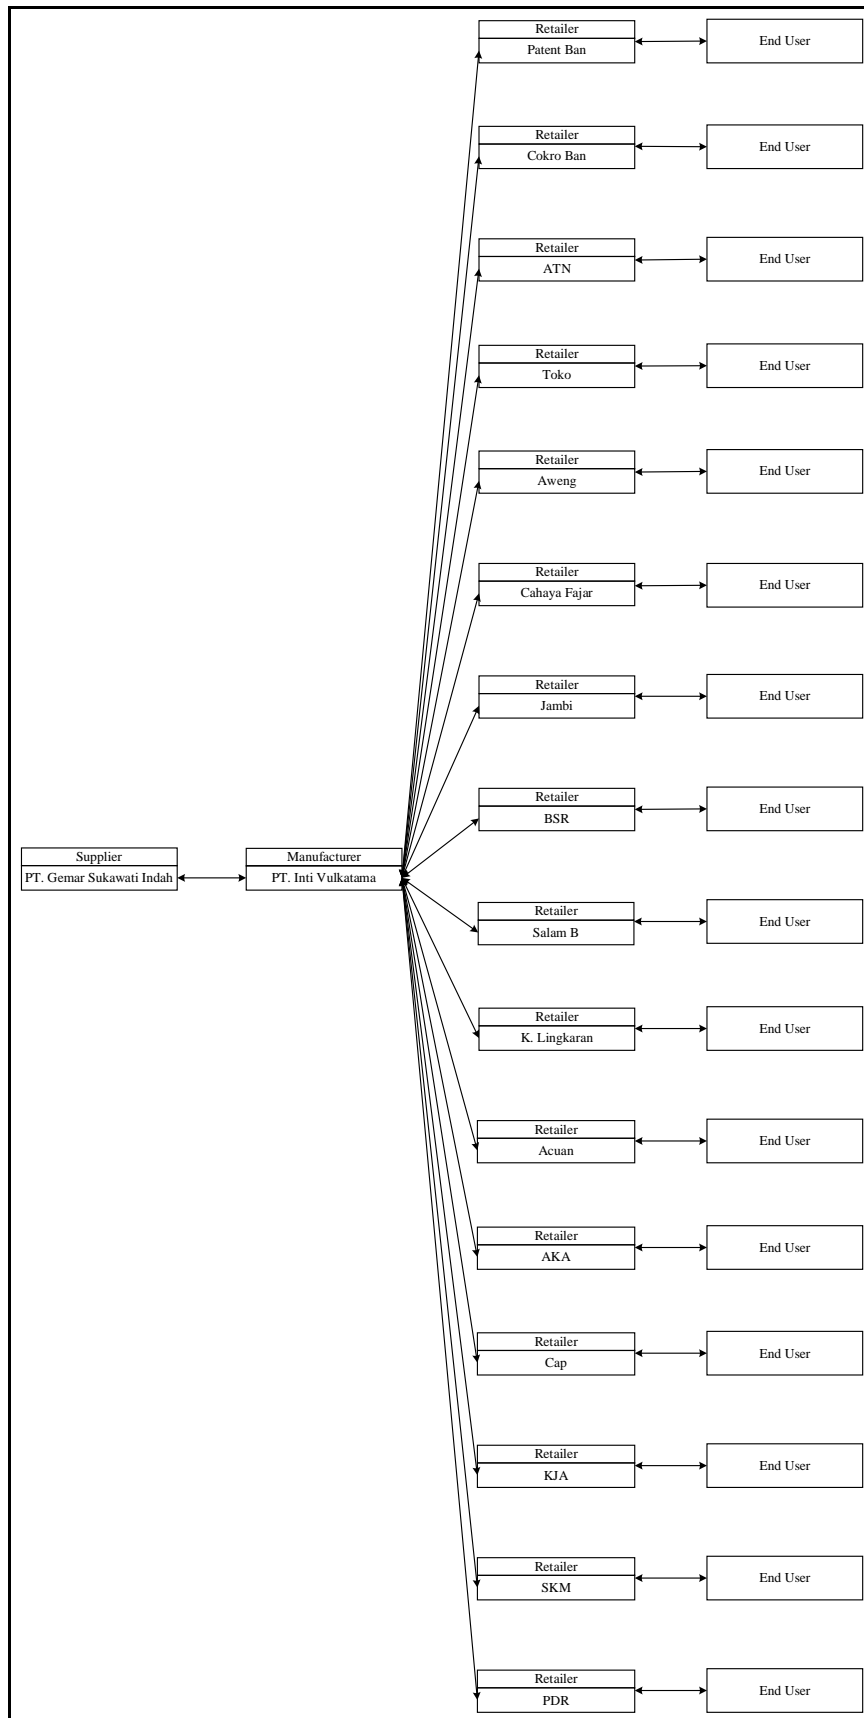 Retailer
Patent Ban
End User
Retailer
Cokro Ban
End User
Retailer
ATN
End User
Retailer
Toko
End User
Retailer
Aweng
End User
Retailer
Cahaya Fajar
End User
Retailer
Jambi
End User
Retailer
BSR
End User
Supplier
PT. Gemar Sukawati Indah
Manufacturer
PT. Inti Vulkatama
Retailer
Salam B
End User
Retailer
K. Lingkaran
End User
Retailer
Acuan
End User
Retailer
AKA
End User
Retailer
Cap
End User
Retailer
KJA
End User
Retailer
SKM
End User
Retailer
PDR
End User